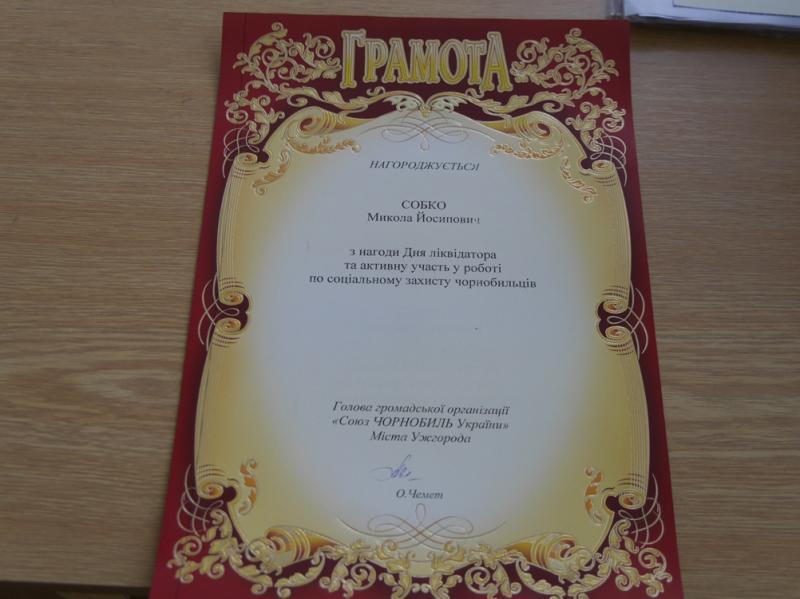 ГРАМОТА
НАГОРОДЖУЄТЬСЯ
СОБКО
Микола Йосипович
з нагоди Дня ліквідатора
та активну участь у роботі
по соціальному захисту чорнобильців
Голова громадської організації
«Союз ЧОРНОБИЛЬ України»
Міста Ужгорода
О.Чемет